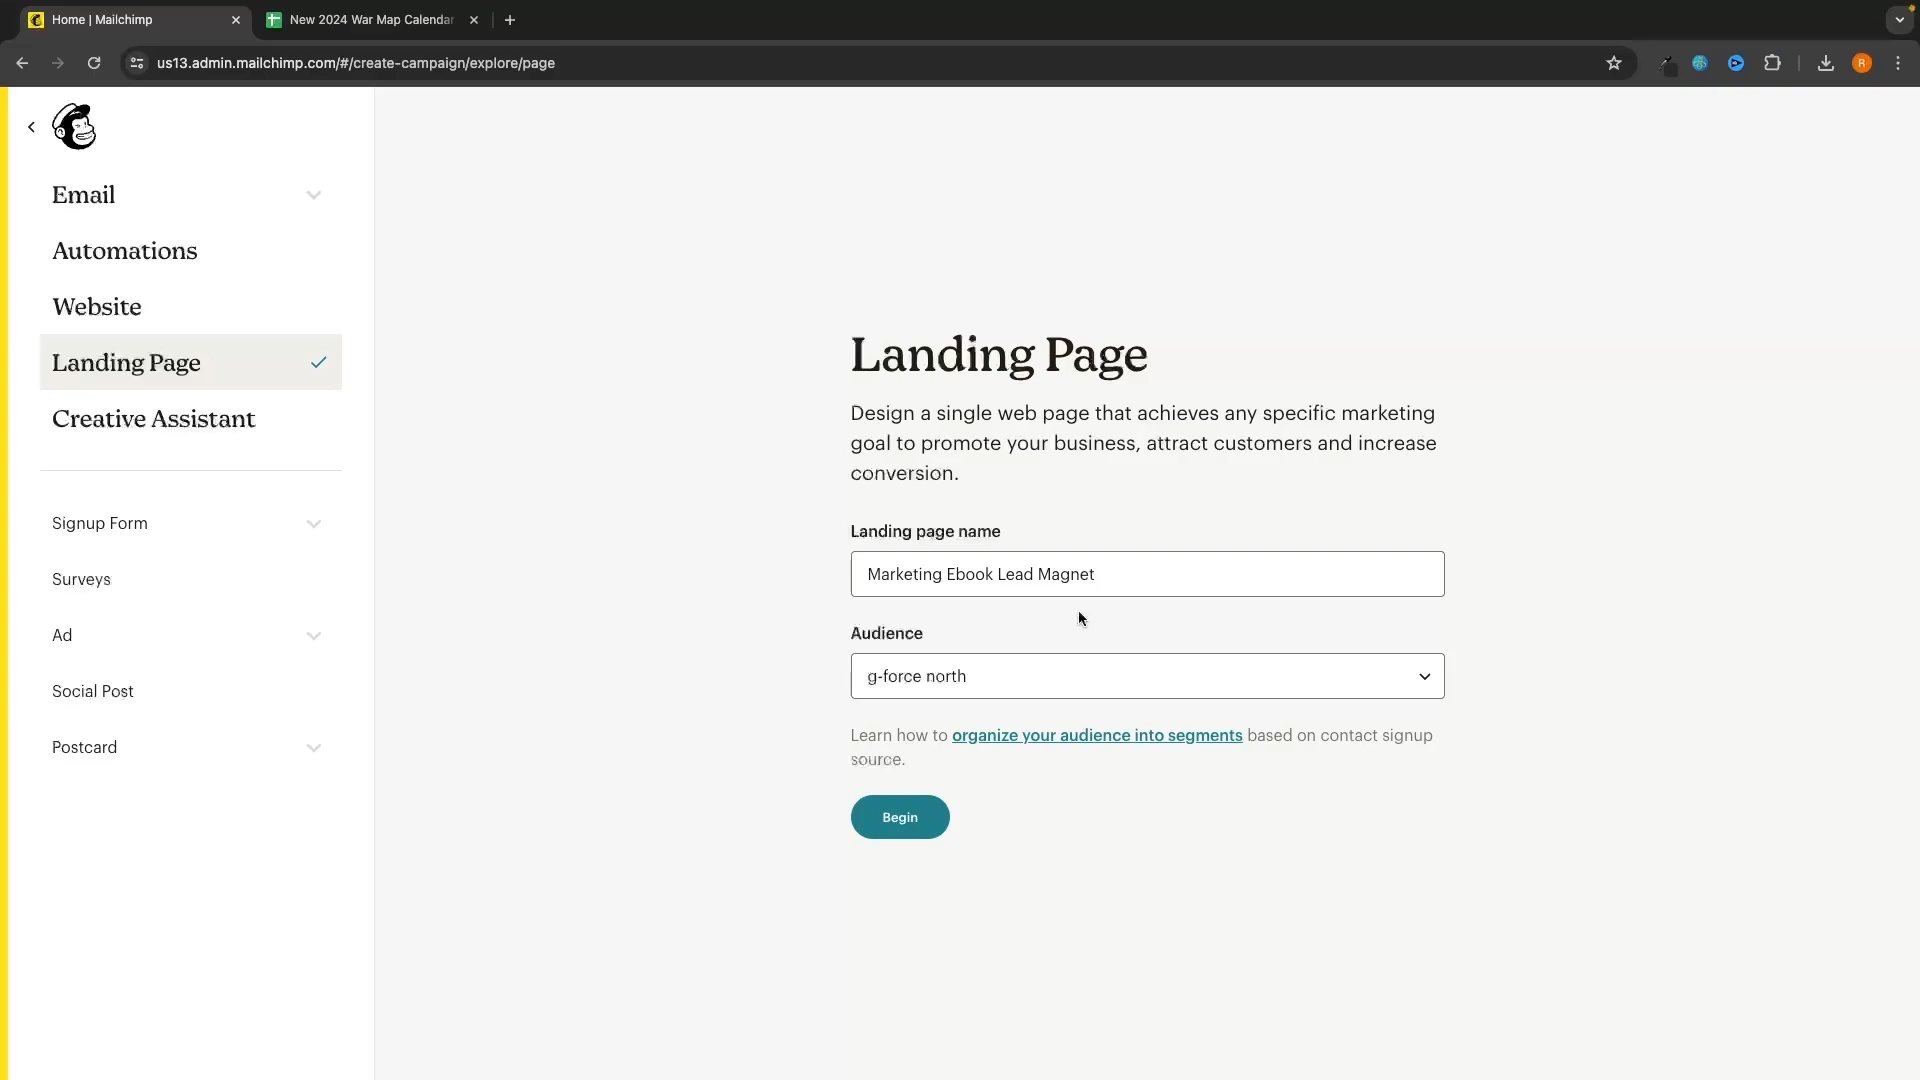 Home | Mailchimp
New 2024 War Map Calendar
us13.admin.mailchimp.com/#/create-campaign/explore/page
R
Email
Automations
Website
Landing Page
Creative Assistant
Signup Form
Surveys
Ad
Social Post
Postcard
Landing Page
Design a single web page that achieves any specific marketing
goal to promote your business, attract customers and increase
conversion.
Landing page name
Marketing Ebook Lead Magnet
Audience
g-force north
Learn how to organize your audience into segments based on contact signup
source.
Begin